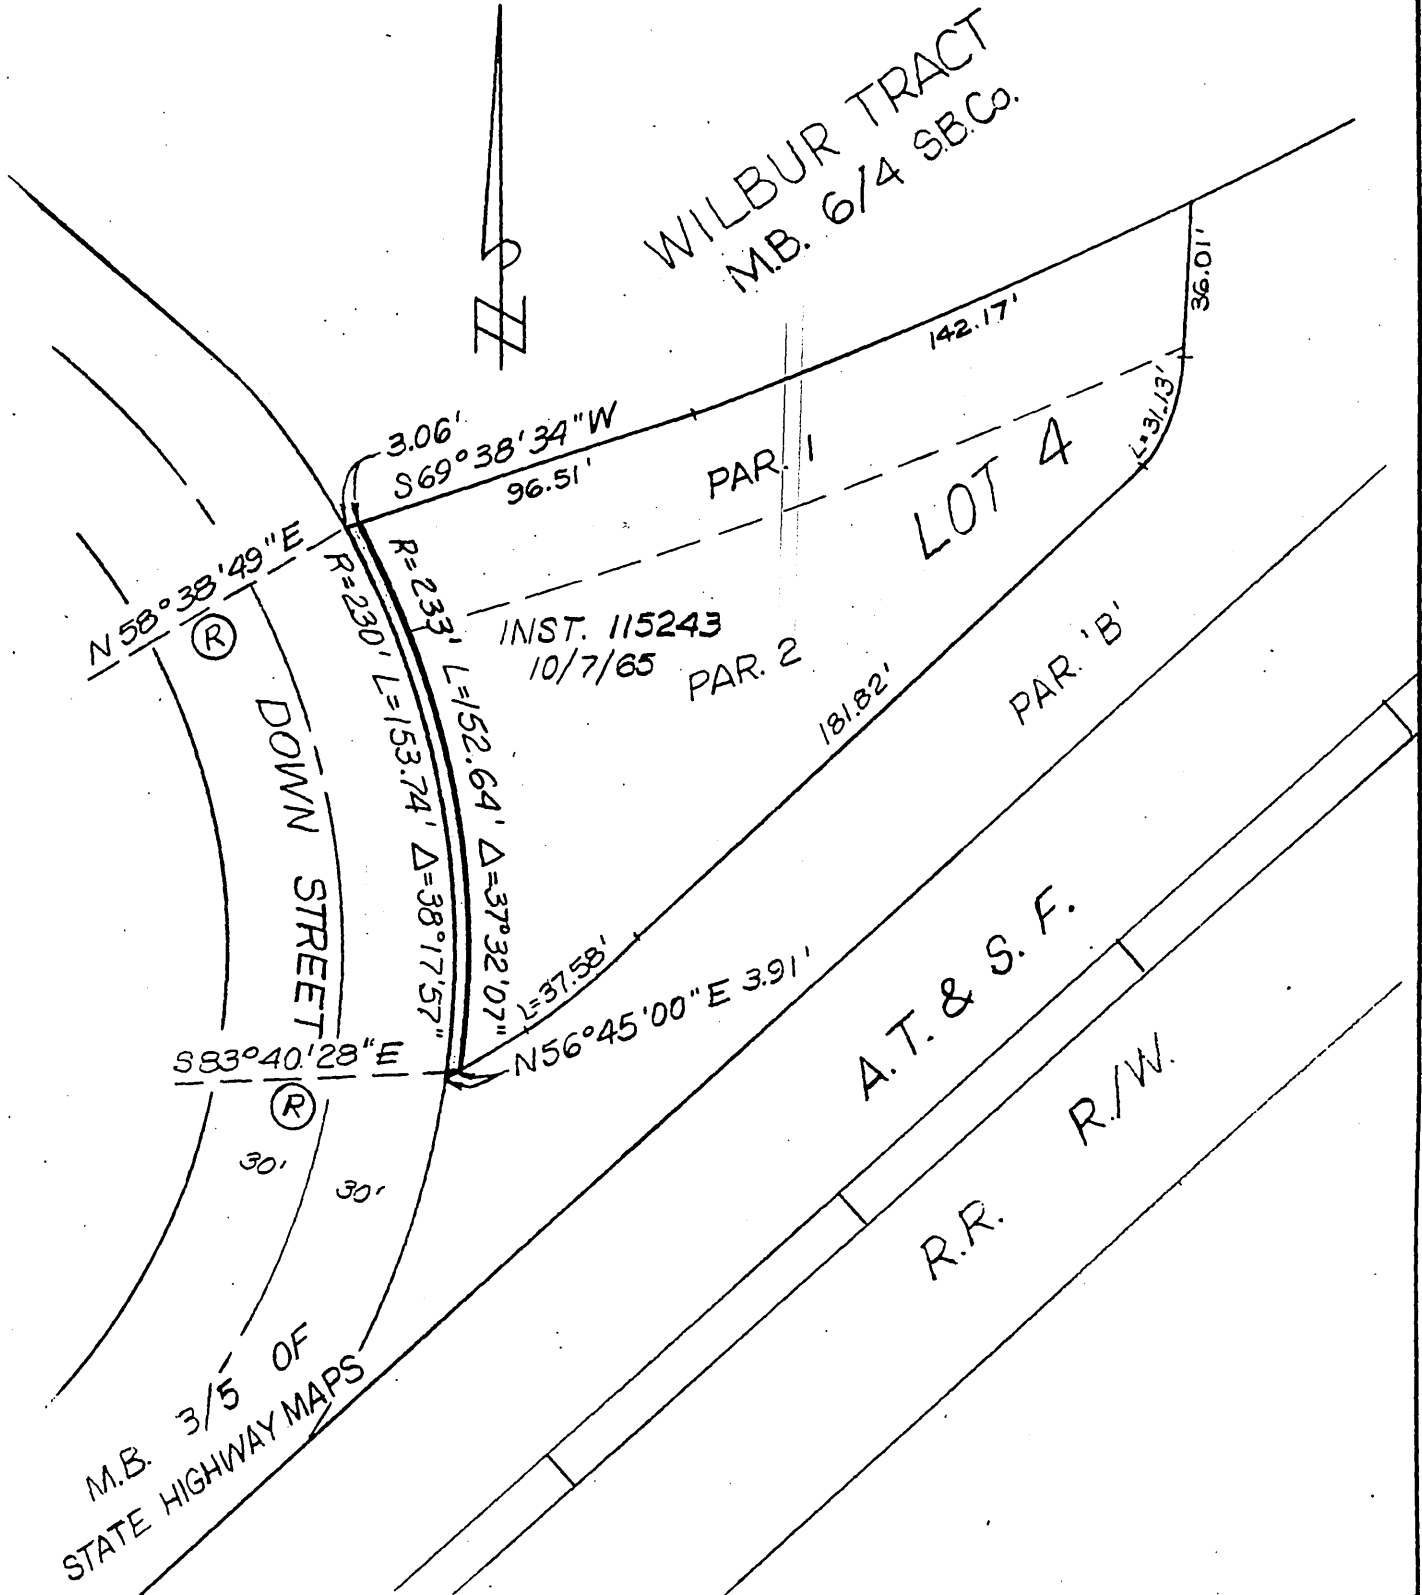 WILBUR TRACT
M.B. 6/4 S.B.Co.
N
36.01'
142.17'
L=31.13'
3.06'
S69°38'34"W
96.51'
PAR. 1
LOT 4
N58°38'49"E
R
R=230' L=153.74' Δ=38°17'57"
R=233' L=152.64' Δ=37°32'07"
INST. 115243
10/7/65
PAR. 2
181.82'
PAR. 'B'
DOWN STREET
L=37.58'
N56°45'00"E 3.91'
S83°40'28"E
R
30'
30'
A.T. & S. F.
R.R. R./W.
M.B. 3/5 OF
STATE HIGHWAY MAPS